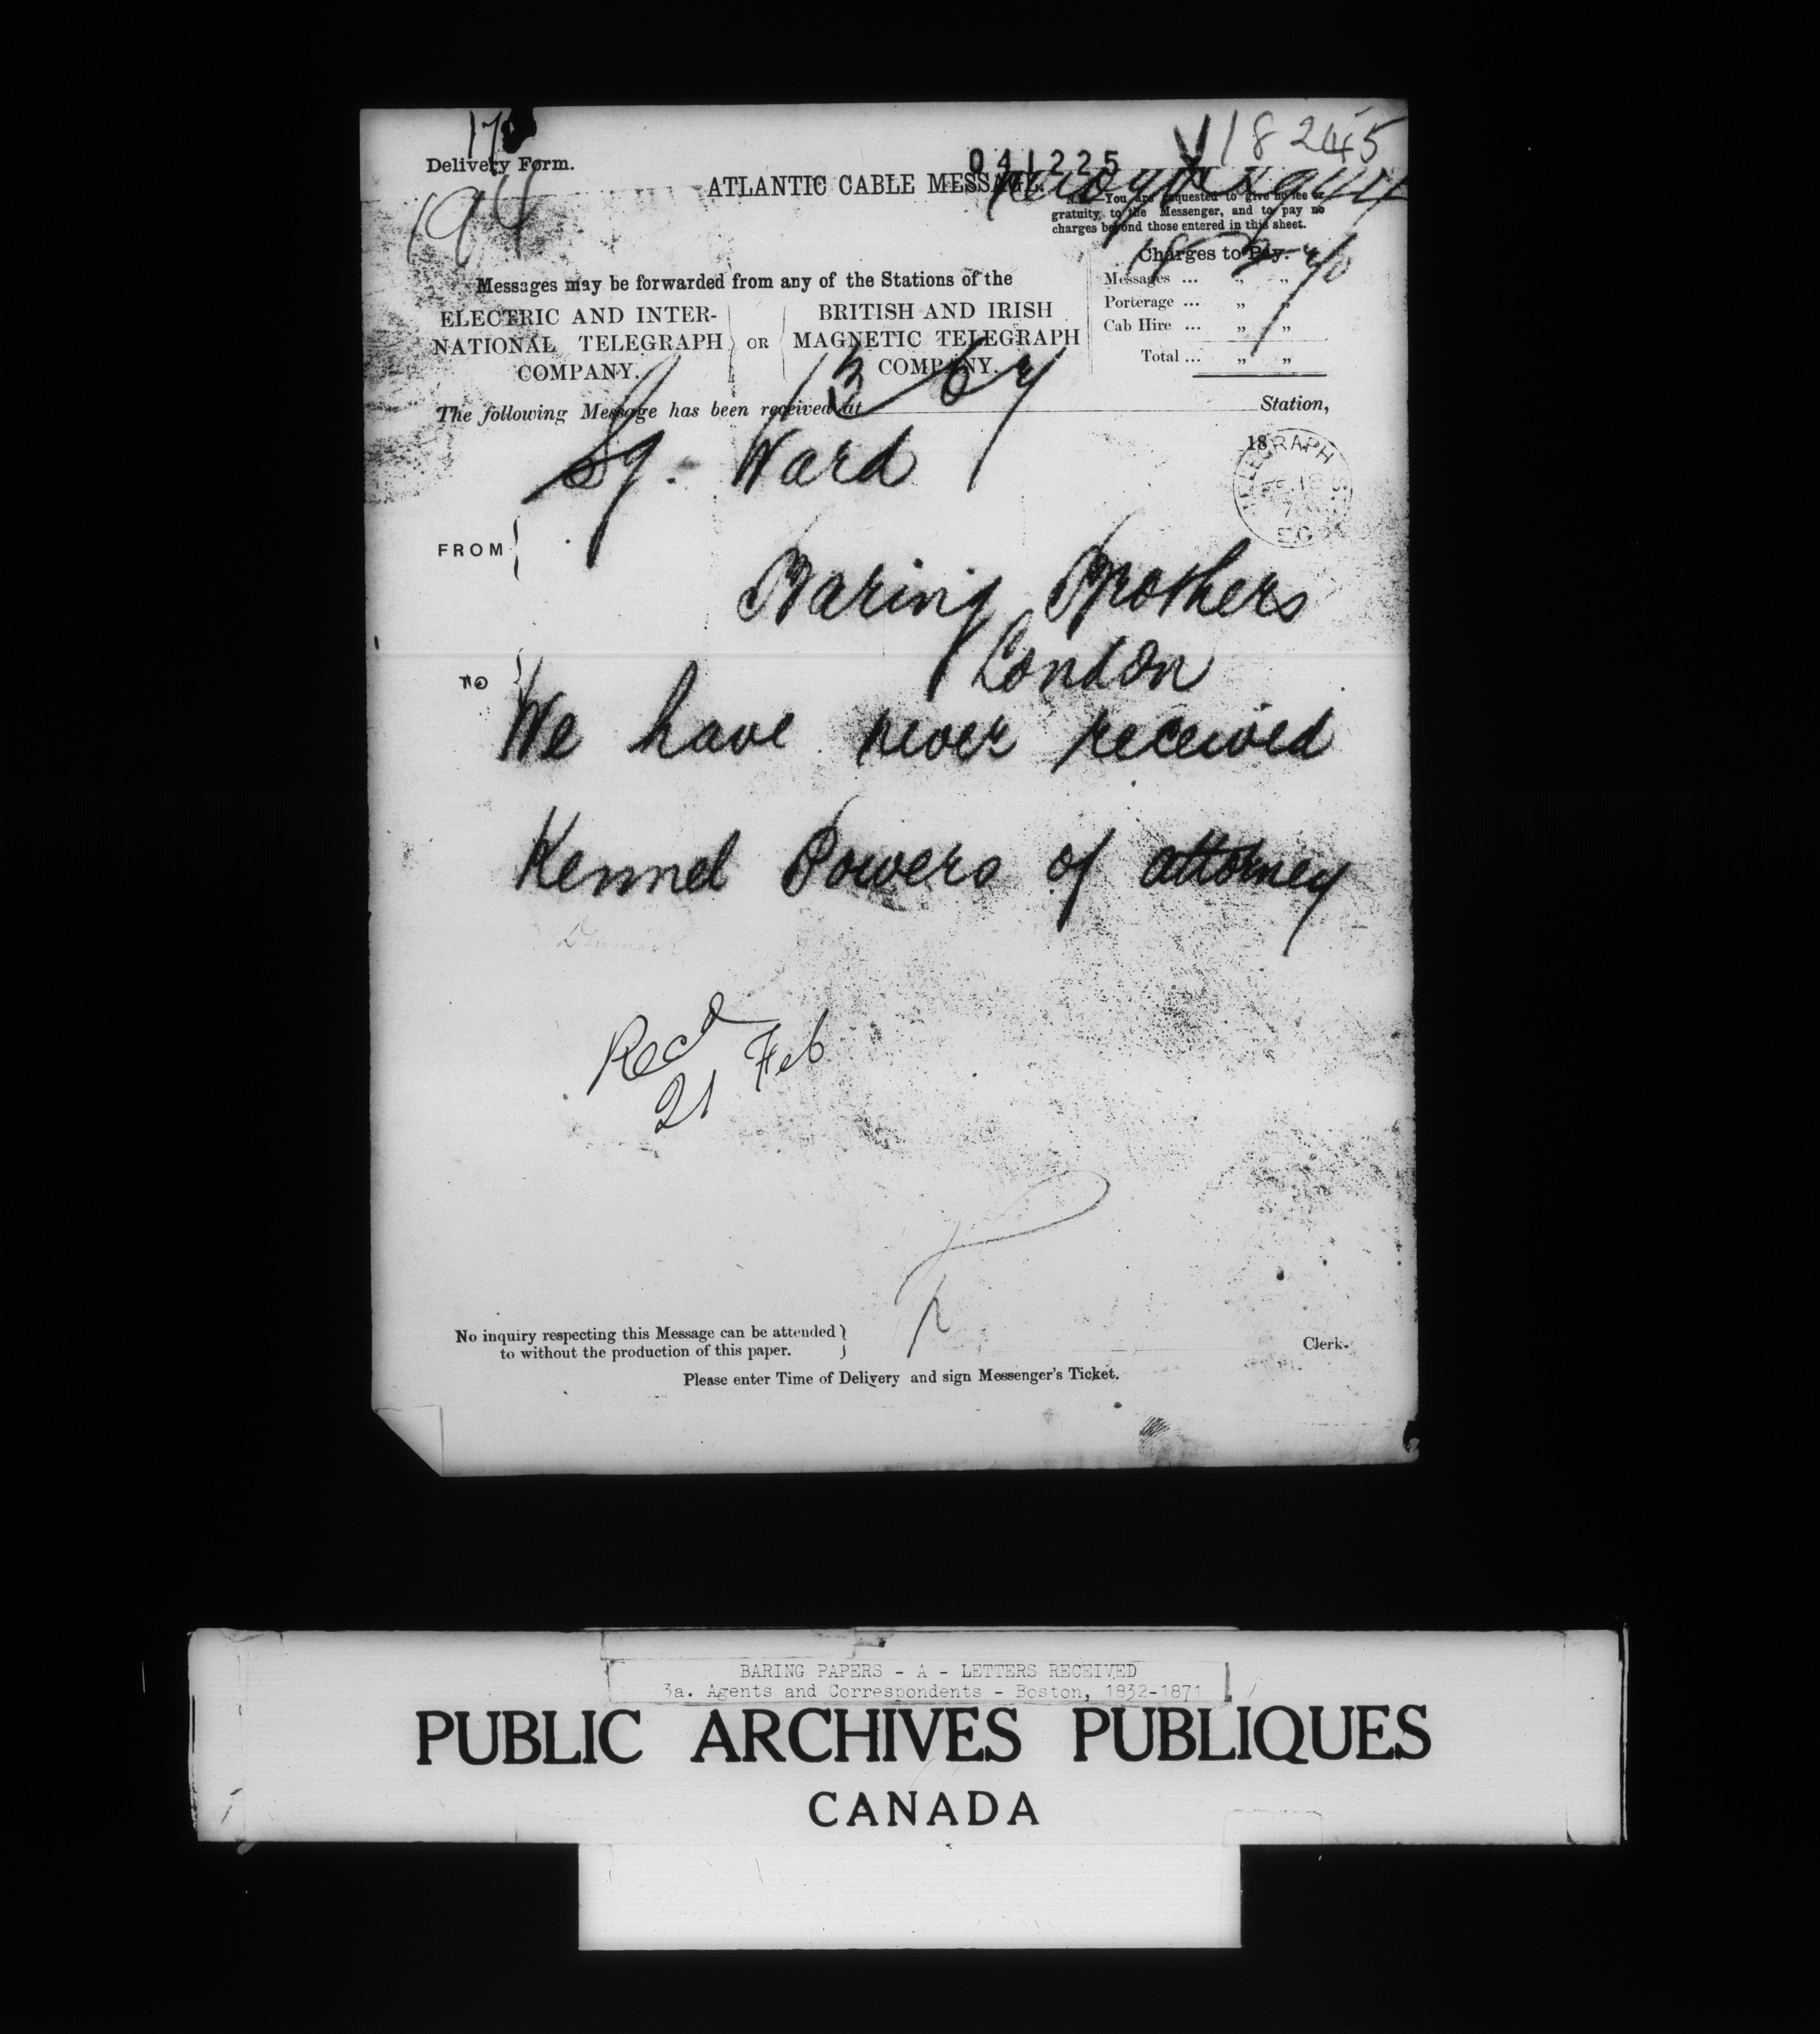 18245
Delivery Form.
041225
ATLANTIC CABLE MESSAGE.
N.B.—You are requested to give no fee or
gratuity to the Messenger, and to pay no
charges beyond those entered in this sheet.
Charges to Pay.
Messages ... „ „
Porterage ... „ „
Cab Hire ... „ „
Total ... „ „
Messages may be forwarded from any of the Stations of the
ELECTRIC AND INTER-
NATIONAL TELEGRAPH
COMPANY.
OR
BRITISH AND IRISH
MAGNETIC TELEGRAPH
COMPANY.
The following Message has been received at Station,
18
Ward
FROM
Baring Brothers
London
TO
We have never received
Kennel Powers of attorney
Recd
21 Feb
No inquiry respecting this Message can be attended
to without the production of this paper.
Clerk.
Please enter Time of Delivery and sign Messenger's Ticket.
BARING PAPERS - A - LETTERS RECEIVED
3a. Agents and Correspondents - Boston, 1832-1871
PUBLIC ARCHIVES PUBLIQUES
CANADA